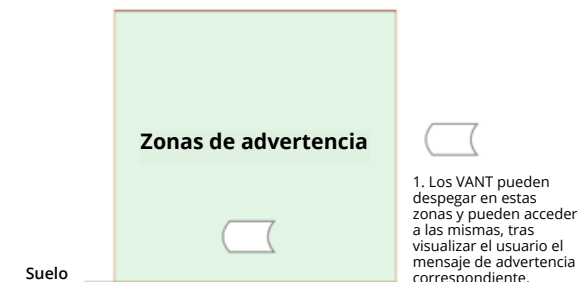 Zonas de advertencia
1. Los VANT pueden
despegar en estas
zonas y pueden acceder
a las mismas, tras
visualizar el usuario el
mensaje de advertencia
correspondiente.
Suelo